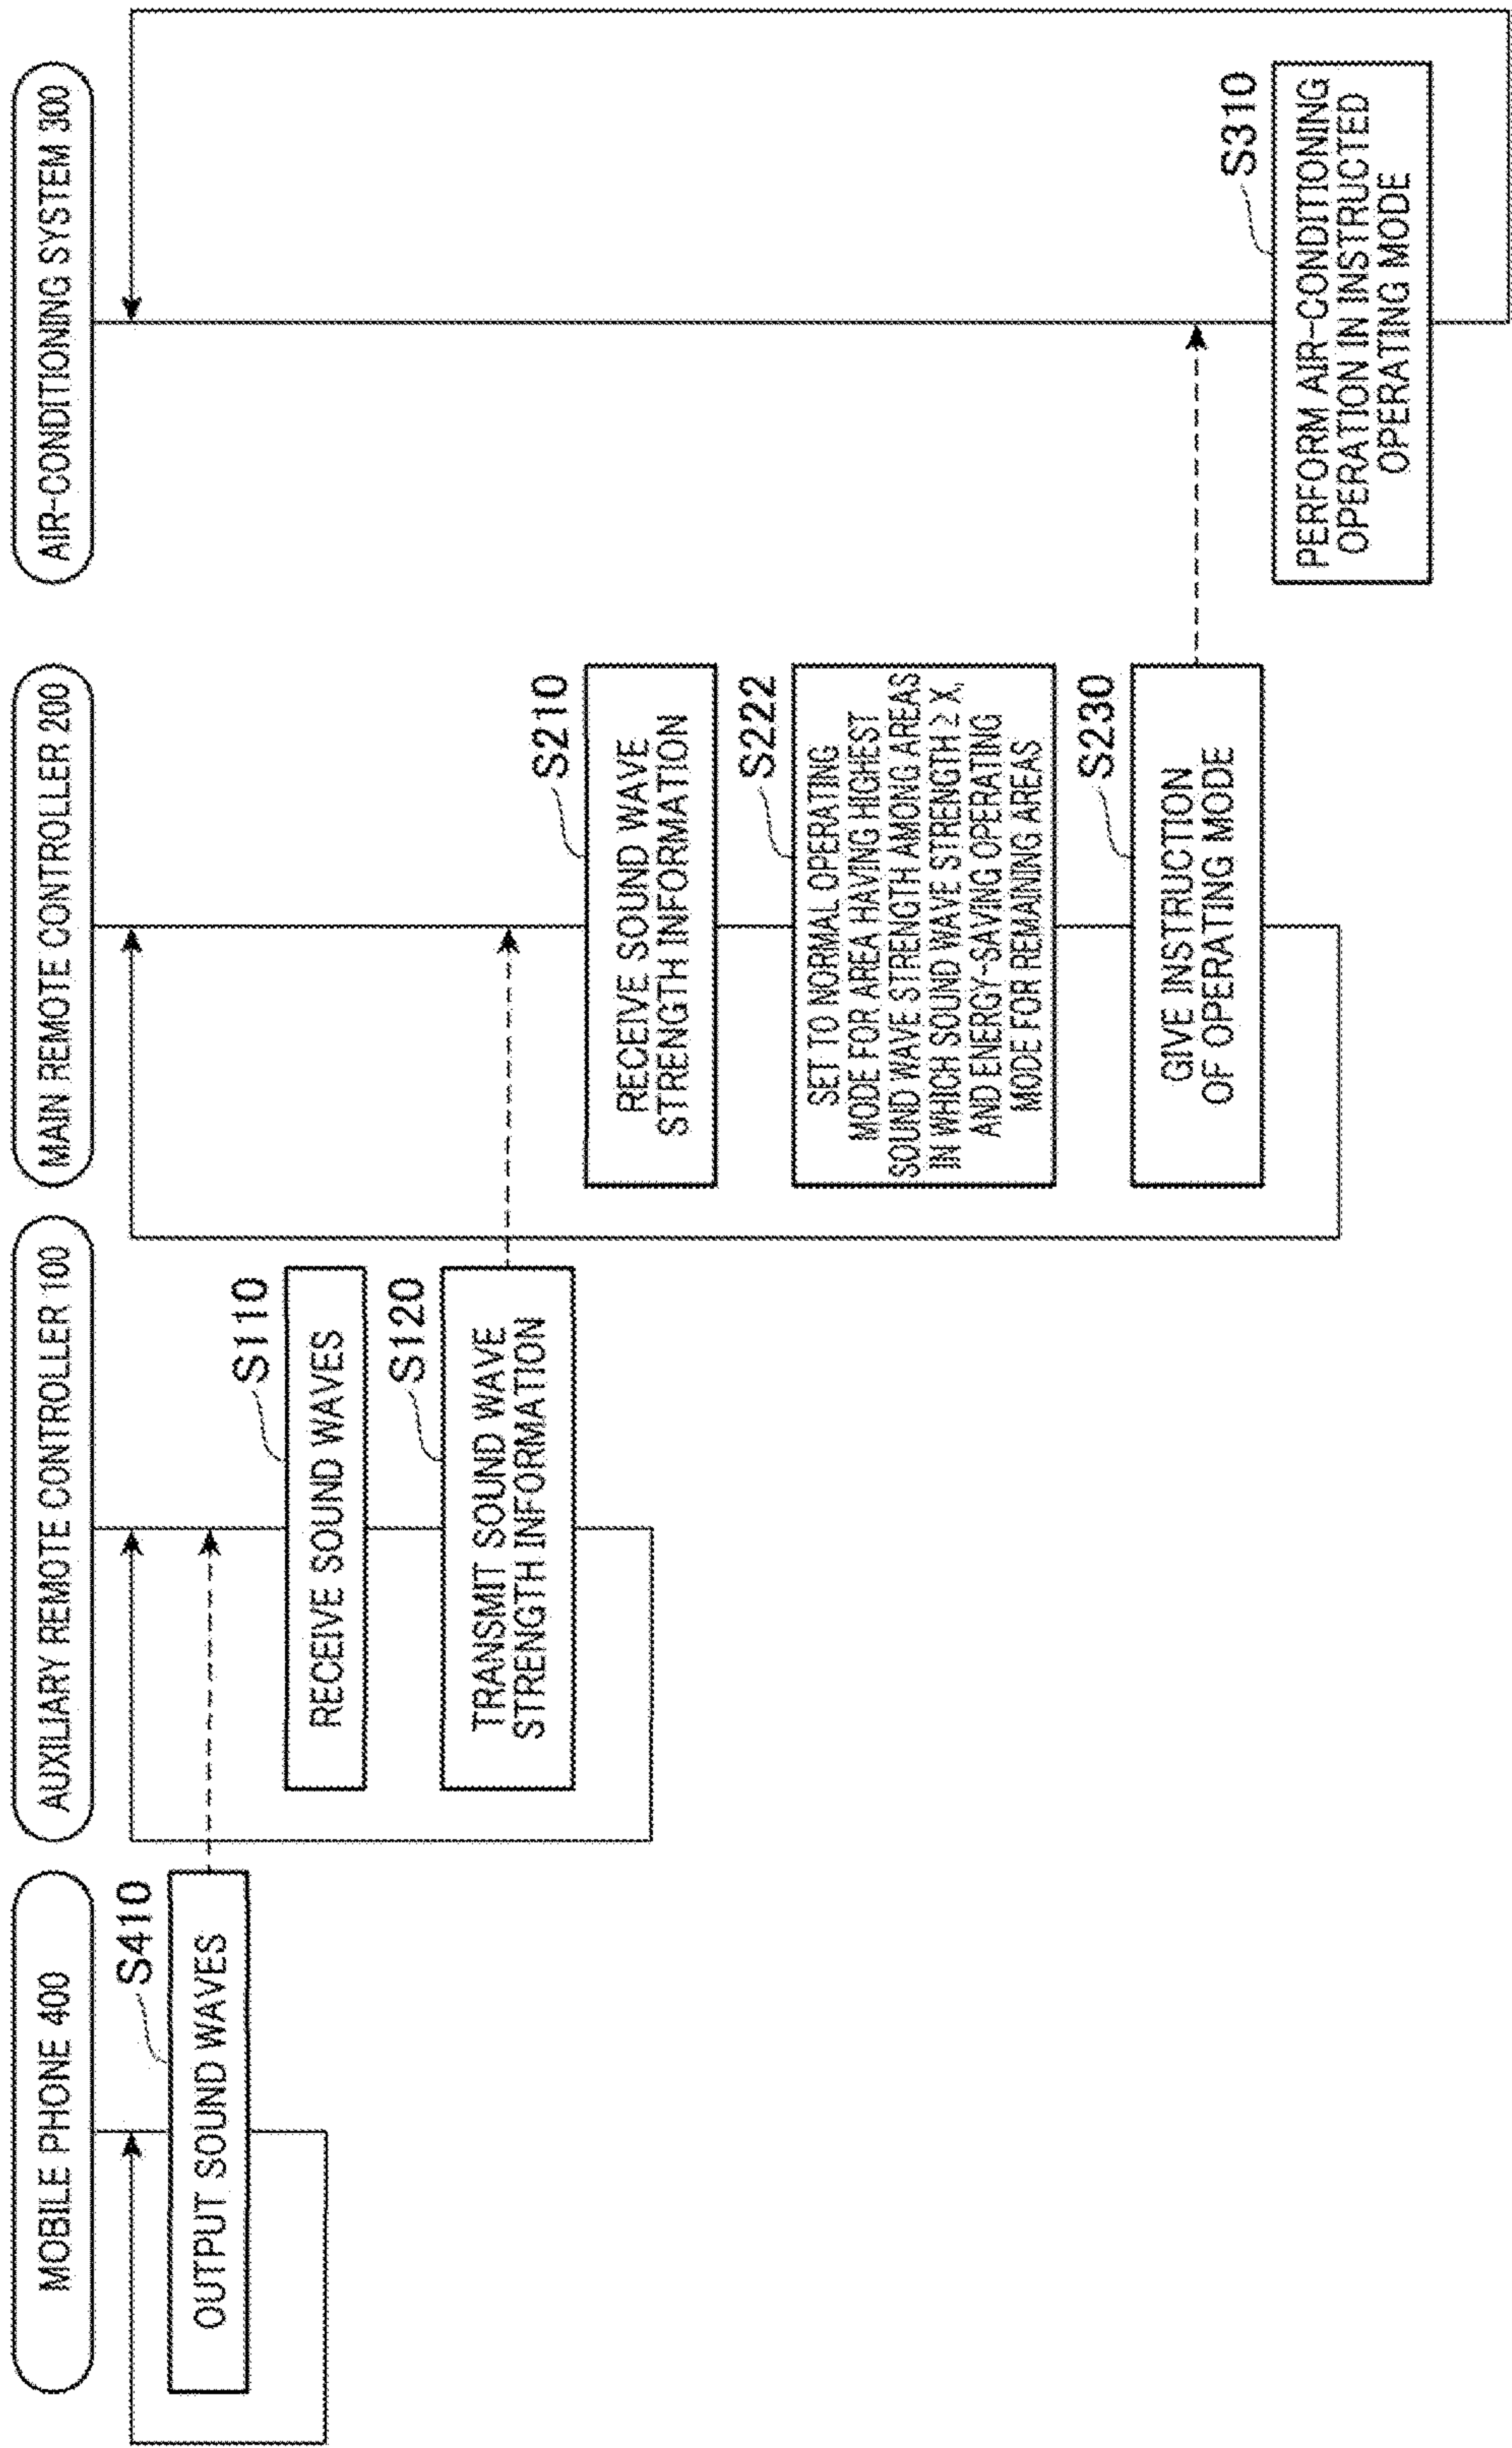 MOBILE PHONE 400
S410
OUTPUT SOUND WAVES
AUXILIARY REMOTE CONTROLLER 100
S110
RECEIVE SOUND WAVES
S120
TRANSMIT SOUND WAVE
STRENGTH INFORMATION
MAIN REMOTE CONTROLLER 200
S210
RECEIVE SOUND WAVE
STRENGTH INFORMATION
S222
SET TO NORMAL OPERATING
MODE FOR AREA HAVING HIGHEST
SOUND WAVE STRENGTH AMONG AREAS
IN WHICH SOUND WAVE STRENGTH ≥ X,
AND ENERGY-SAVING OPERATING
MODE FOR REMAINING AREAS
S230
GIVE INSTRUCTION
OF OPERATING MODE
AIR-CONDITIONING SYSTEM 300
S310
PERFORM AIR-CONDITIONING
OPERATION IN INSTRUCTED
OPERATING MODE